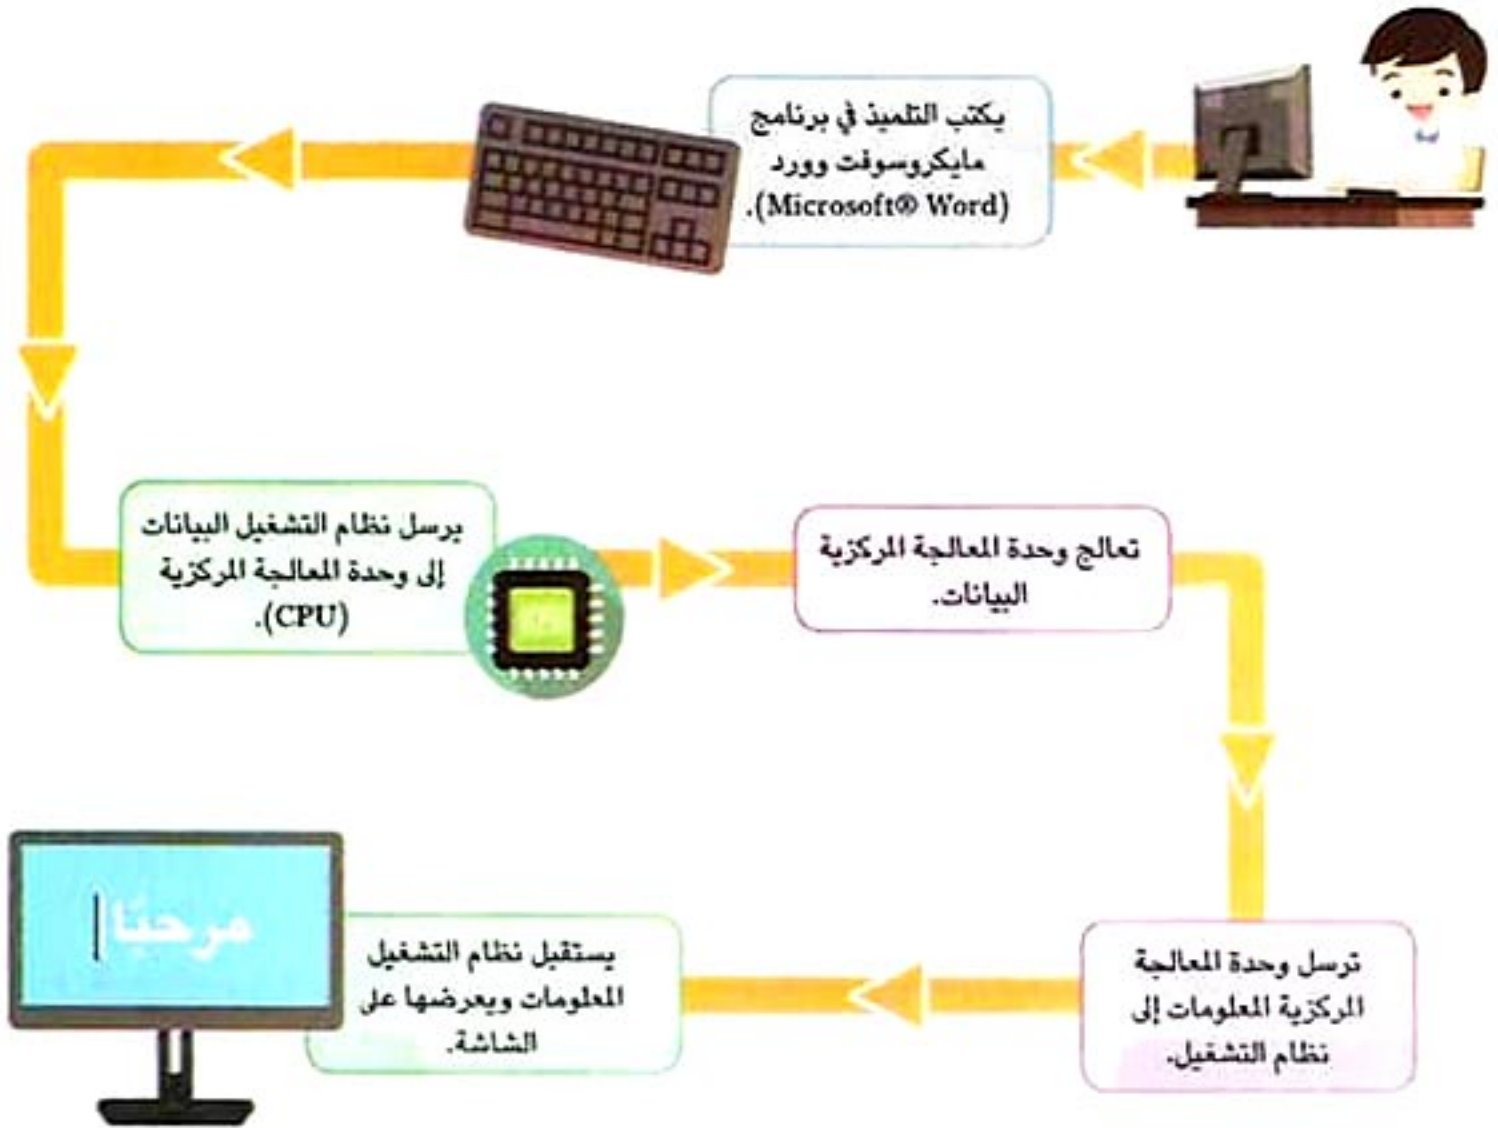 يكتب التلميذ في برنامج
مايكروسوفت وورد
(Microsoft® Word).
يرسل نظام التشغيل البيانات
إلى وحدة المعالجة المركزية
(CPU).
تعالج وحدة المعالجة المركزية
البيانات.
ترسل وحدة المعالجة
المركزية المعلومات إلى
نظام التشغيل.
يستقبل نظام التشغيل
المعلومات ويعرضها على
الشاشة.
مرحبًا